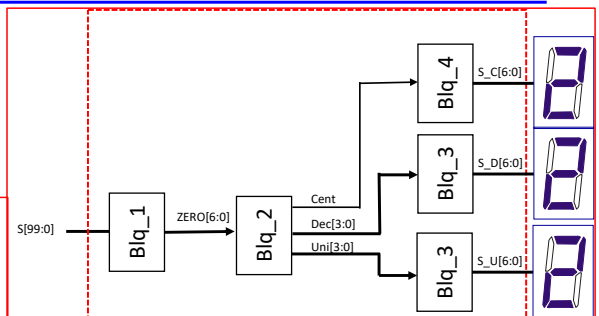 S[99:0]
Blq_1
ZERO[6:0]
Blq_2
Cent
Dec[3:0]
Uni[3:0]
Blq_4
S_C[6:0]
Blq_3
S_D[6:0]
Blq_3
S_U[6:0]